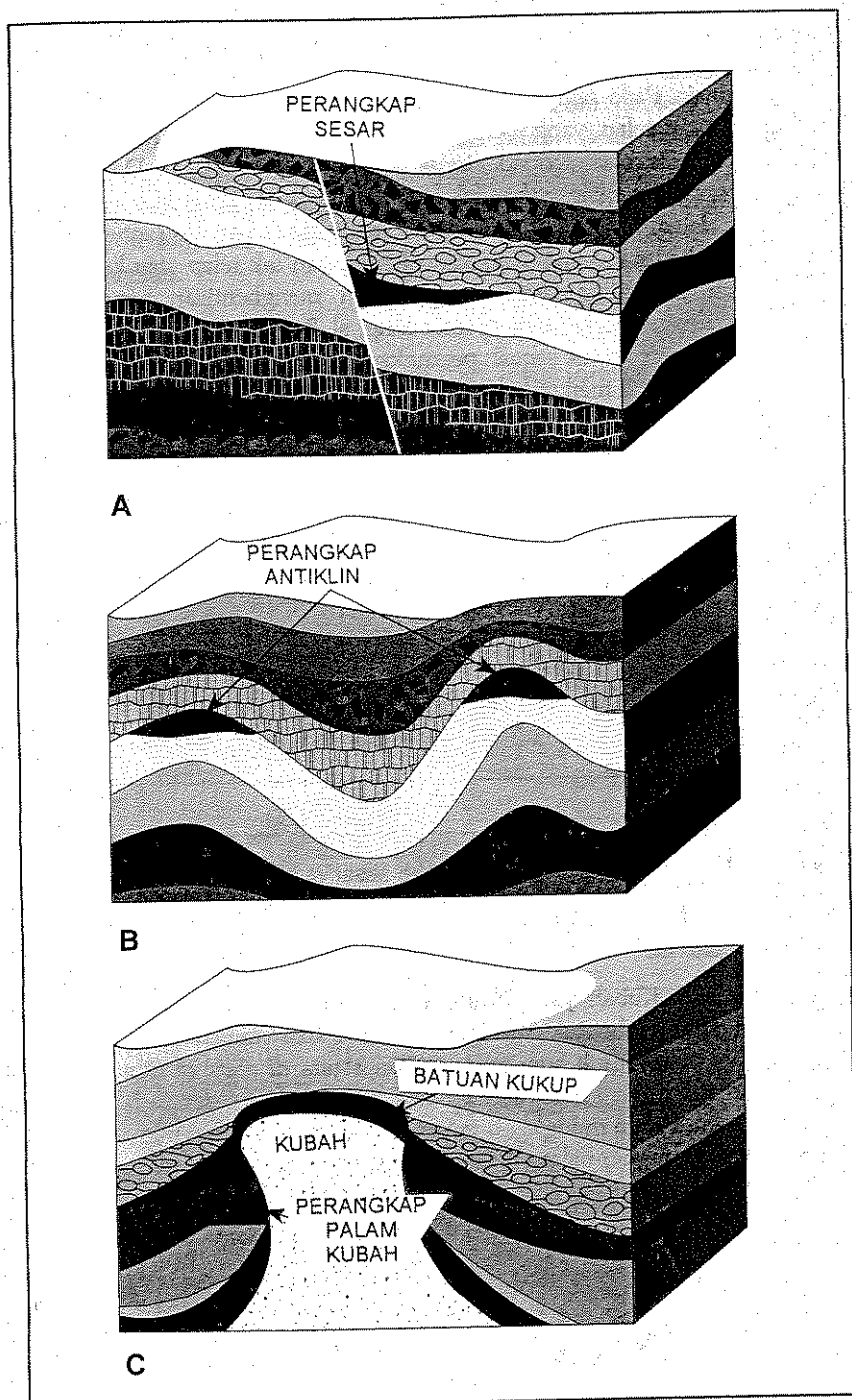 PERANGKAP
SESAR
A
PERANGKAP
ANTIKLIN
B
BATUAN KUKUP
KUBAH
PERANGKAP
PALAM
KUBAH
C